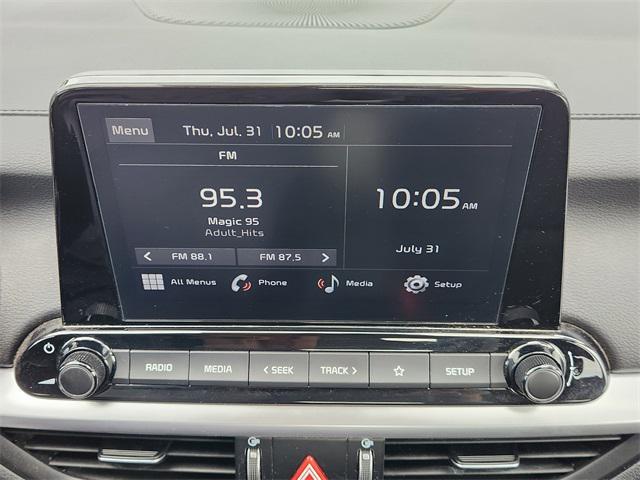 Menu Thu, Jul. 31 10:05 AM
FM
95.3
Magic 95
Adult_Hits
< FM 88.1 FM 87.5 >
10:05 AM
July 31
All Menus Phone Media Setup
RADIO MEDIA < SEEK TRACK > ☆ SETUP